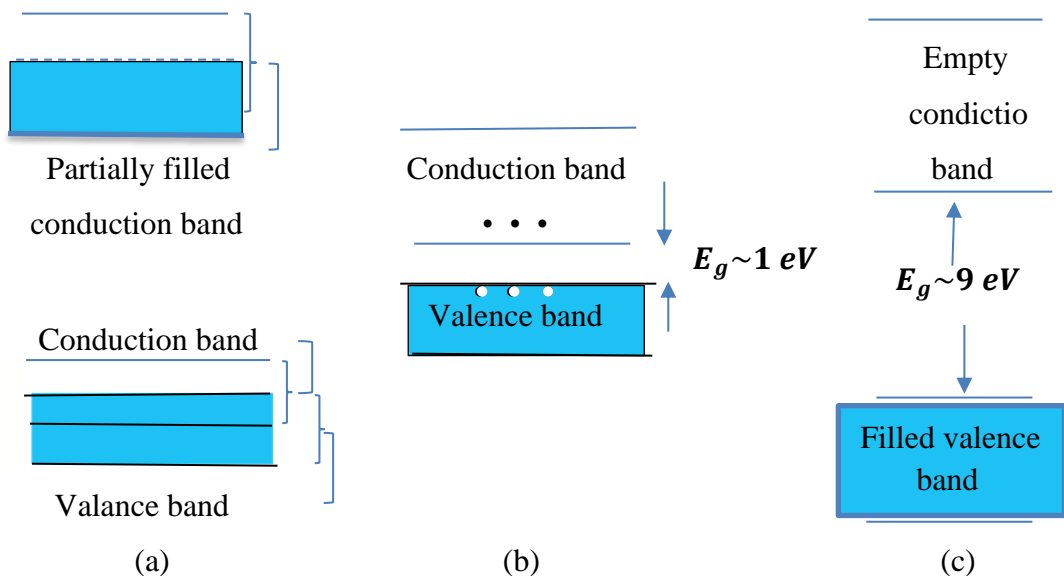 Partially filled
conduction band
Conduction band
Valance band
(a)
Conduction band
E_g~1 eV
Valence band
(b)
Empty
condictio
band
E_g~9 eV
Filled valence
band
(c)